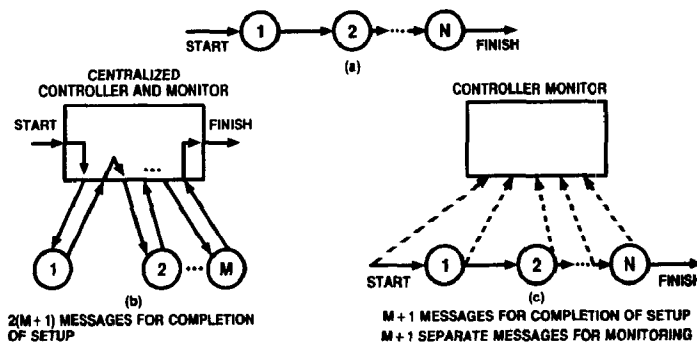 START
1
2
...
N
FINISH
(a)
CENTRALIZED
CONTROLLER AND MONITOR
START
FINISH
...
1
2
...
M
(b)
2(M+1) MESSAGES FOR COMPLETION
OF SETUP
CONTROLLER MONITOR
START
1
2
...
N
FINISH
(c)
M+1 MESSAGES FOR COMPLETION OF SETUP
M+1 SEPARATE MESSAGES FOR MONITORING